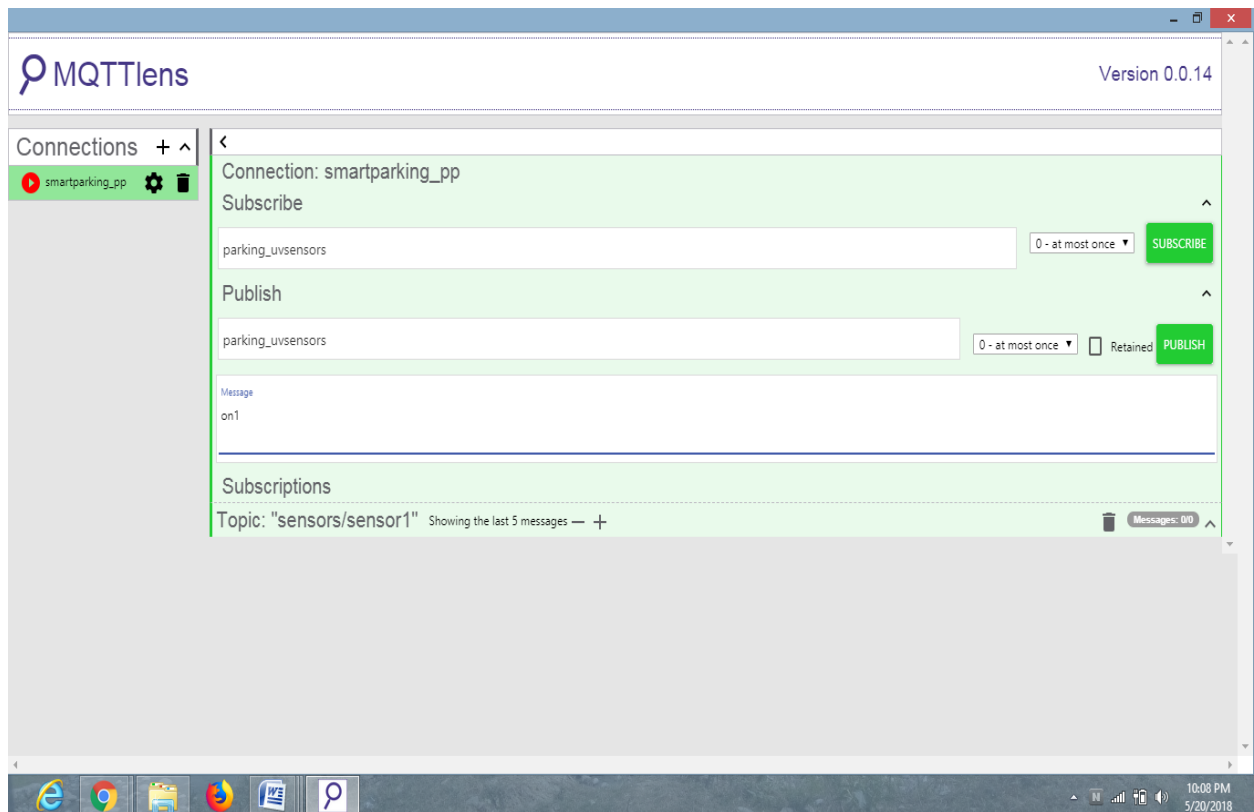 MQTTlens
Version 0.0.14
Connections
smartparking_pp
Connection: smartparking_pp
Subscribe
parking_uvsensors
0 - at most once
SUBSCRIBE
Publish
parking_uvsensors
0 - at most once
Retained
PUBLISH
Message
on1
Subscriptions
Topic: "sensors/sensor1" Showing the last 5 messages
Messages: 0/0
N
10:08 PM
5/20/2018